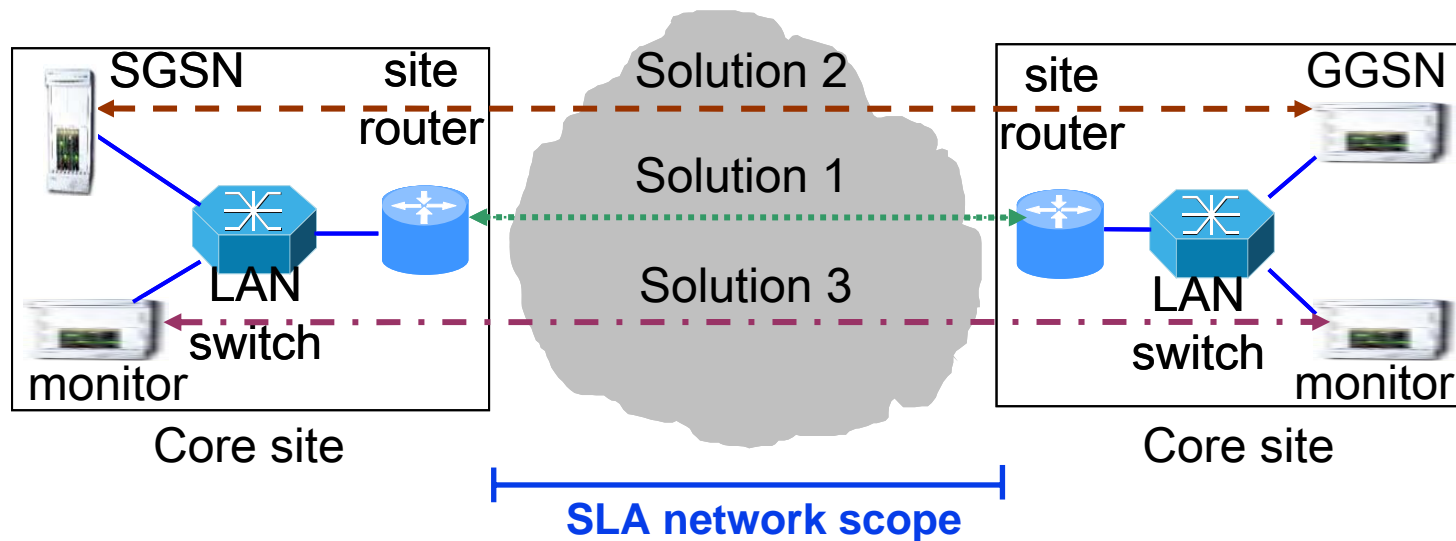 SGSN
site
router
LAN
switch
monitor
Core site
Solution 2
Solution 1
Solution 3
SLA network scope
site
router
GGSN
LAN
switch
monitor
Core site